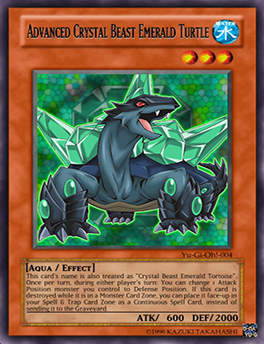 ADVANCED CRYSTAL BEAST EMERALD TURTLE
WATER
水
Yu-Gi-Oh!-004
[Aqua / Effect]
This card's name is also treated as "Crystal Beast Emerald Tortoise".
Once per turn, during either player's turn: You can change 1 Attack
Position monster you control to Defense Position. If this card is
destroyed while it is in a Monster Card Zone, you can place it face-up in
your Spell & Trap Card Zone as a Continuous Spell Card, instead of
sending it to the Graveyard.
ATK/ 600 DEF/ 2000
©1996 KAZUKI TAKAHASHI